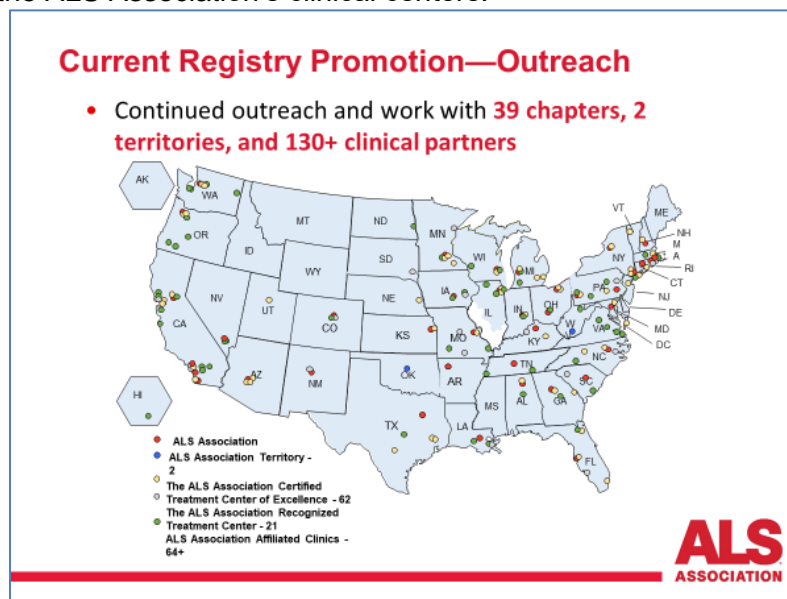 the ALS Association's clinical centers.
Current Registry Promotion—Outreach
• Continued outreach and work with 39 chapters, 2
territories, and 130+ clinical partners
AK
WA
MT
ND
MN
VT
ME
NH
M
A
OR
ID
WY
SD
WI
MI
NY
RI
CT
NV
UT
NE
IA
IL
IN
OH
PA
NJ
DE
CA
CO
KS
MO
KY
W
VA
MD
DC
AZ
NM
OK
AR
TN
NC
SC
HI
TX
LA
MS
AL
GA
FL
ALS Association
ALS Association Territory -
2
The ALS Association Certified
Treatment Center of Excellence - 62
The ALS Association Recognized
Treatment Center - 21
ALS Association Affiliated Clinics -
64+
ALS
ASSOCIATION